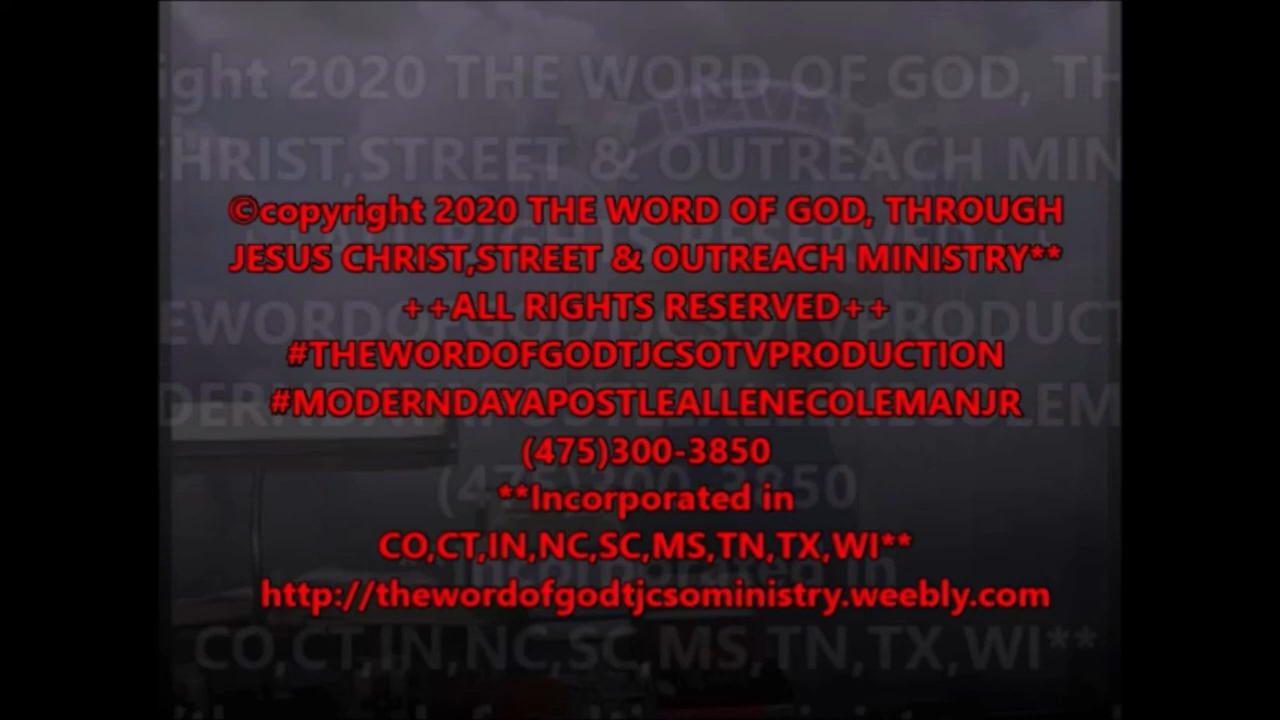 ©copyright 2020 THE WORD OF GOD, THROUGH
JESUS CHRIST,STREET & OUTREACH MINISTRY**
++ALL RIGHTS RESERVED++
#THEWORDOFGODTJCSOTVPRODUCTION
#MODERNDAYAPOSTLEALLENECOLEMANJR
(475)300-3850
**Incorporated in
CO,CT,IN,NC,SC,MS,TN,TX,WI**
http://thewordofgodtjcsoministry.weebly.com